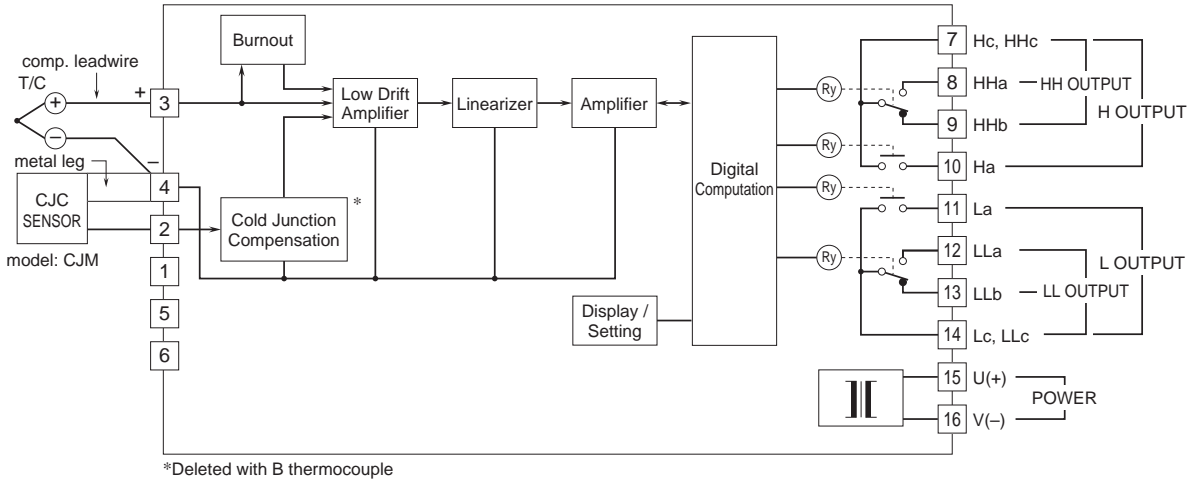 Burnout
comp. leadwire
T/C
+
+
3
Low Drift
Amplifier
Linearizer
Amplifier
−
−
metal leg
4
CJC
SENSOR
2
Cold Junction
Compensation
*
model: CJM
1
5
6
Digital
Computation
Display /
Setting
Ry
Ry
Ry
Ry
7 Hc, HHc
8 HHa
HH OUTPUT
9 HHb
H OUTPUT
10 Ha
11 La
12 LLa
L OUTPUT
13 LLb
LL OUTPUT
14 Lc, LLc
15 U(+)
POWER
16 V(–)
*Deleted with B thermocouple